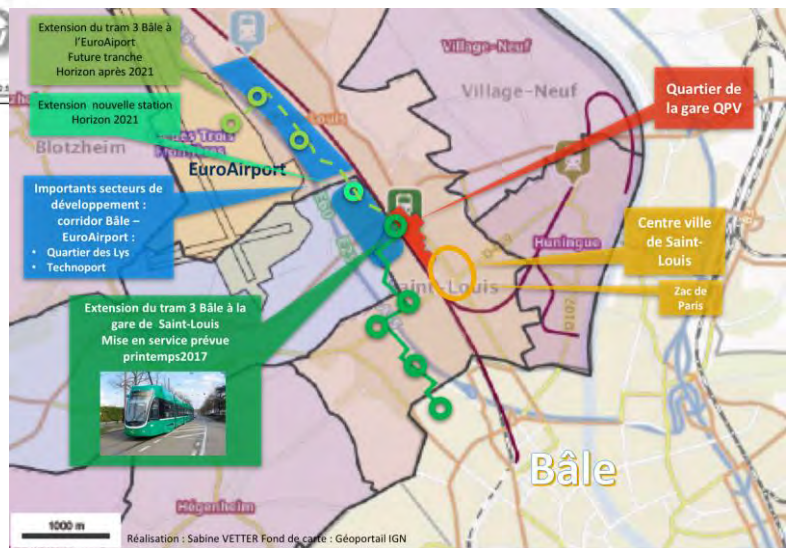 Extension du tram 3 Bâle à
l'EuroAiport
Future tranche
Horizon après 2021
Extension nouvelle station
Horizon 2021
Importants secteurs de
développement :
corridor Bâle –
EuroAirport :
• Quartier des Lys
• Technoport
Extension du tram 3 Bâle à la
gare de Saint-Louis
Mise en service prévue
printemps2017
Quartier de
la gare QPV
Centre ville
de Saint-
Louis
Zac de
Paris
Village-Neuf
Village-Neuf
Louis
Blotzheim
EuroAirport
Huningue
Saint-Louis
D107
Bâle
Hégenheim
1000 m
Réalisation : Sabine VETTER Fond de carte : Géoportail IGN